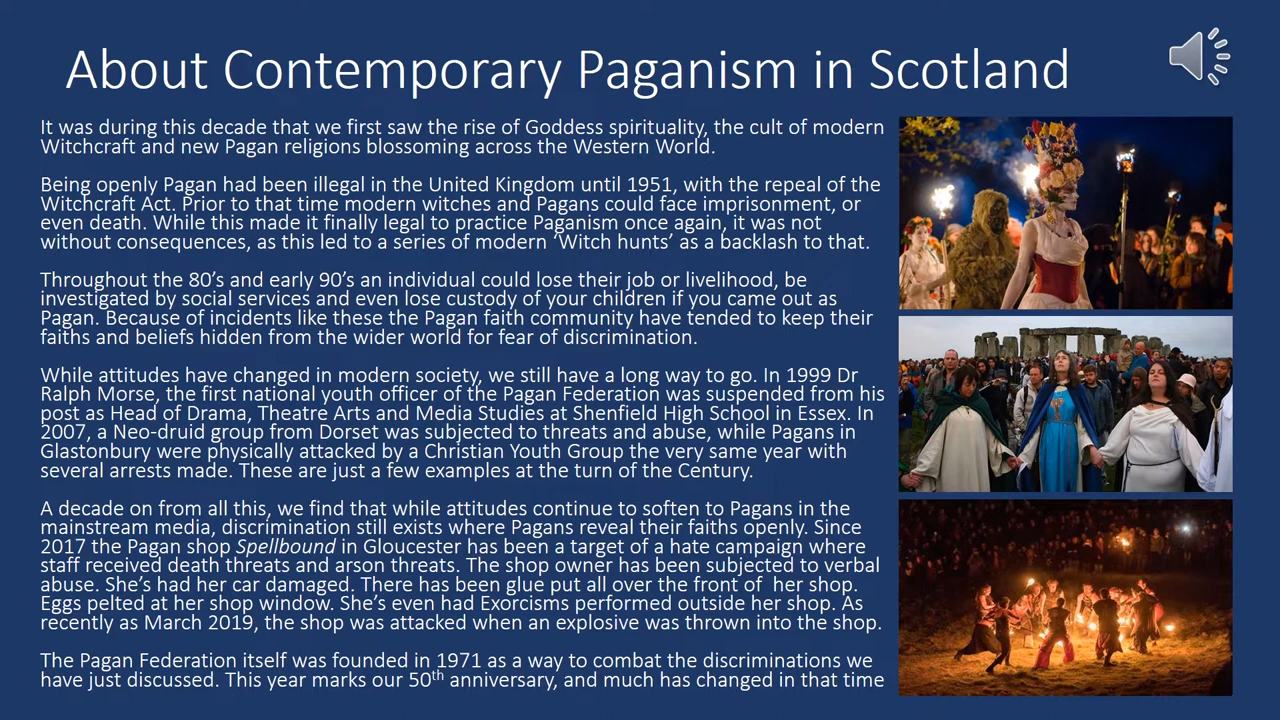 About Contemporary Paganism in Scotland
It was during this decade that we first saw the rise of Goddess spirituality, the cult of modern
Witchcraft and new Pagan religions blossoming across the Western World.
Being openly Pagan had been illegal in the United Kingdom until 1951, with the repeal of the
Witchcraft Act. Prior to that time modern witches and Pagans could face imprisonment, or
even death. While this made it finally legal to practice Paganism once again, it was not
without consequences, as this led to a series of modern ‘Witch hunts’ as a backlash to that.
Throughout the 80’s and early 90’s an individual could lose their job or livelihood, be
investigated by social services and even lose custody of your children if you came out as
Pagan. Because of incidents like these the Pagan faith community have tended to keep their
faiths and beliefs hidden from the wider world for fear of discrimination.
While attitudes have changed in modern society, we still have a long way to go. In 1999 Dr
Ralph Morse, the first national youth officer of the Pagan Federation was suspended from his
post as Head of Drama, Theatre Arts and Media Studies at Shenfield High School in Essex. In
2007, a Neo-druid group from Dorset was subjected to threats and abuse, while Pagans in
Glastonbury were physically attacked by a Christian Youth Group the very same year with
several arrests made. These are just a few examples at the turn of the Century.
A decade on from all this, we find that while attitudes continue to soften to Pagans in the
mainstream media, discrimination still exists where Pagans reveal their faiths openly. Since
2017 the Pagan shop Spellbound in Gloucester has been a target of a hate campaign where
staff received death threats and arson threats. The shop owner has been subjected to verbal
abuse. She’s had her car damaged. There has been glue put all over the front of  her shop.
Eggs pelted at her shop window. She’s even had Exorcisms performed outside her shop. As
recently as March 2019, the shop was attacked when an explosive was thrown into the shop.
The Pagan Federation itself was founded in 1971 as a way to combat the discriminations we
have just discussed. This year marks our 50th anniversary, and much has changed in that time